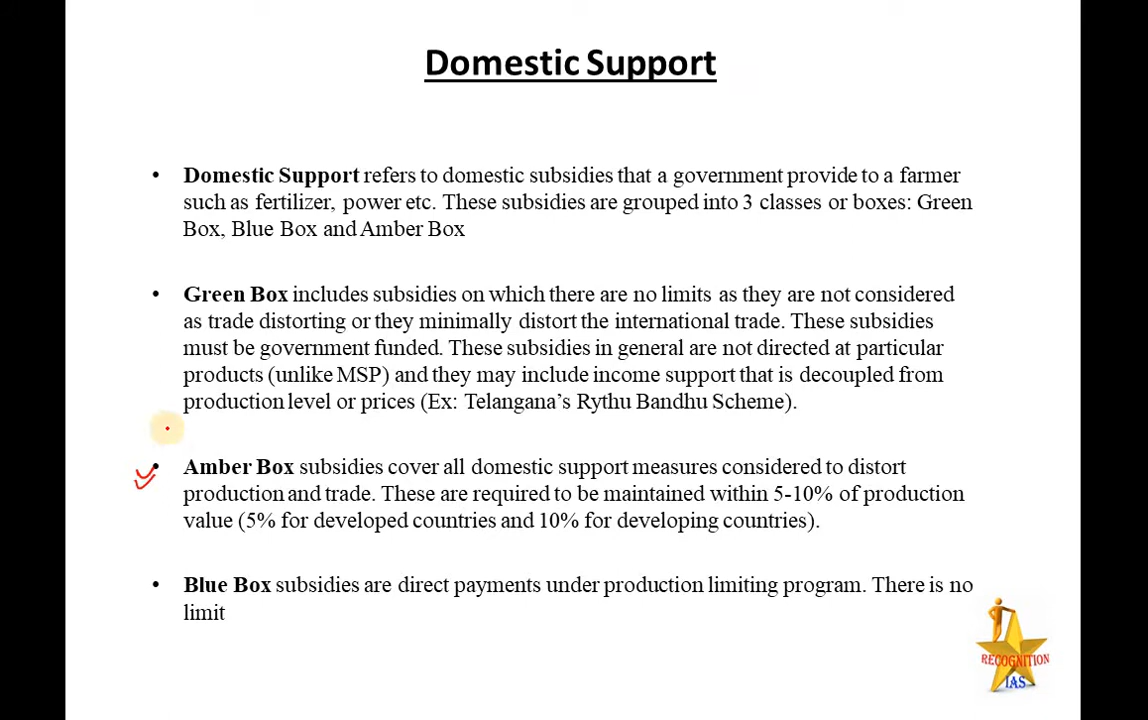 Domestic Support
• Domestic Support refers to domestic subsidies that a government provide to a farmer
such as fertilizer, power etc. These subsidies are grouped into 3 classes or boxes: Green
Box, Blue Box and Amber Box
• Green Box includes subsidies on which there are no limits as they are not considered
as trade distorting or they minimally distort the international trade. These subsidies
must be government funded. These subsidies in general are not directed at particular
products (unlike MSP) and they may include income support that is decoupled from
production level or prices (Ex: Telangana’s Rythu Bandhu Scheme).
• Amber Box subsidies cover all domestic support measures considered to distort
production and trade. These are required to be maintained within 5-10% of production
value (5% for developed countries and 10% for developing countries).
• Blue Box subsidies are direct payments under production limiting program. There is no
limit
RECOGNITION
IAS